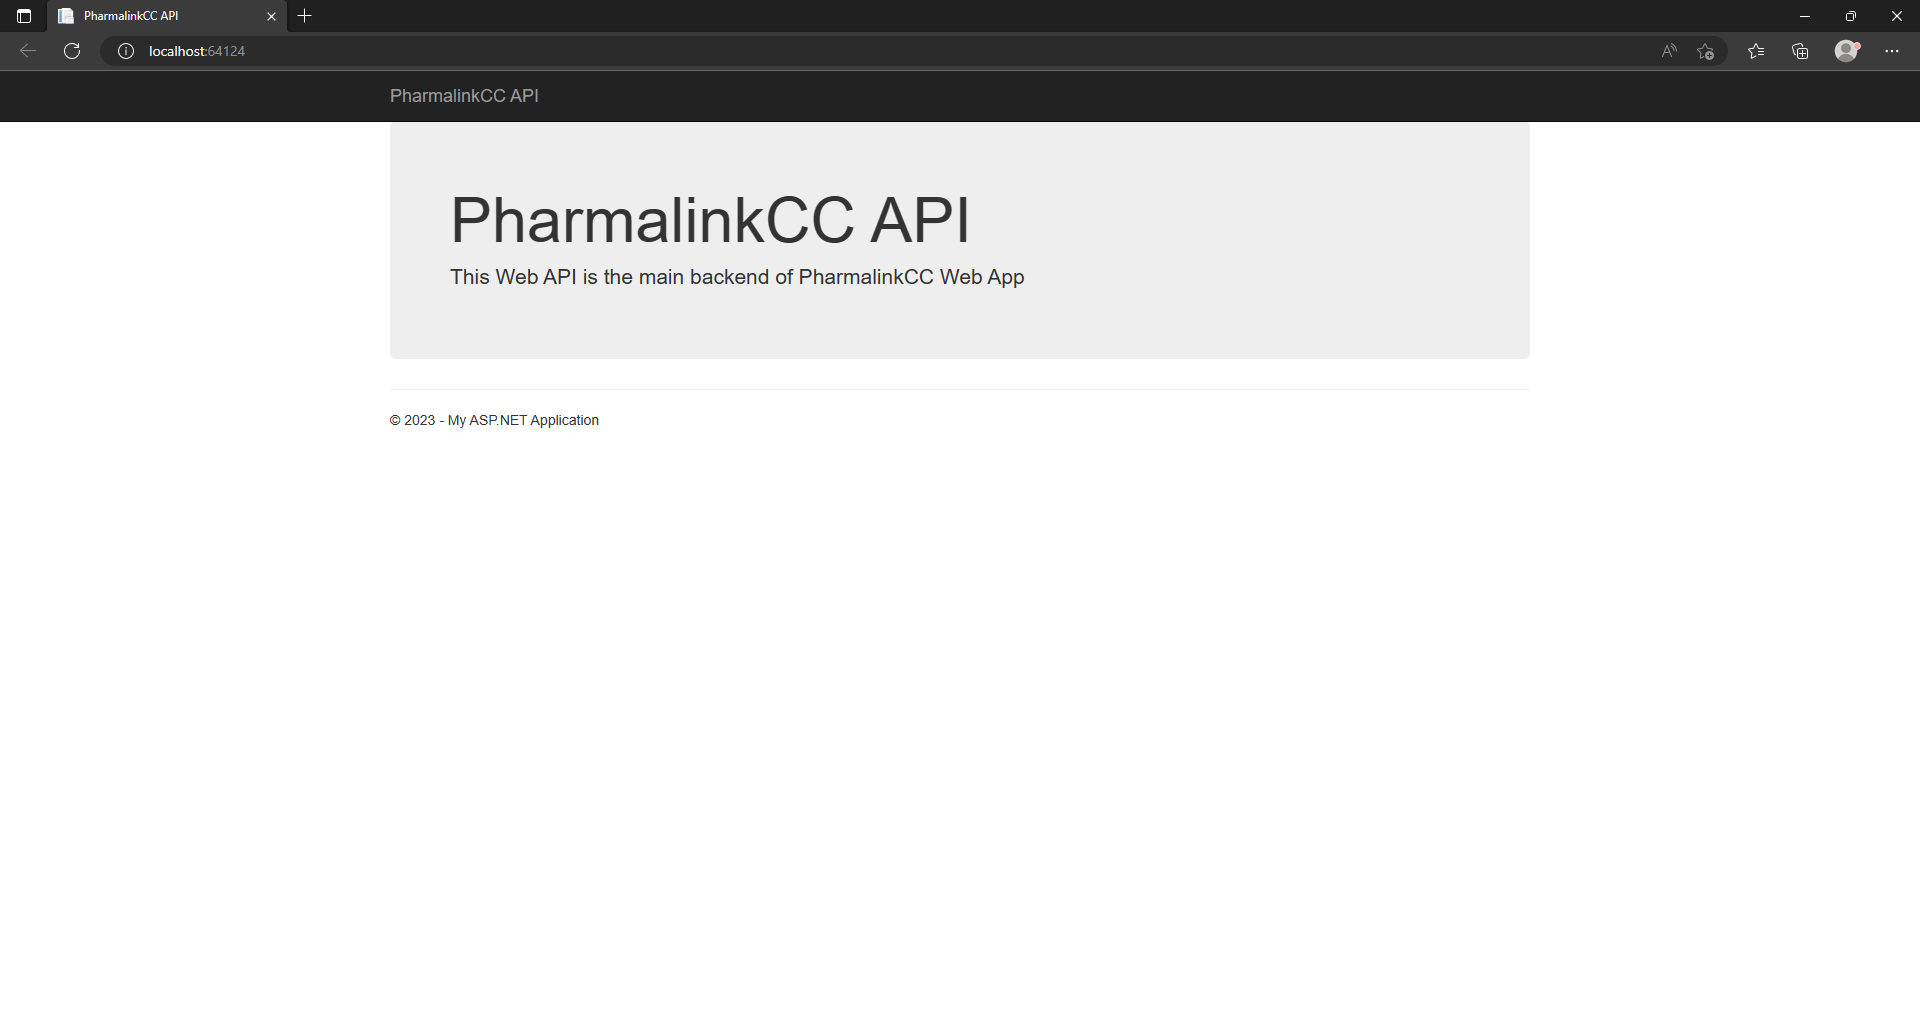 PharmalinkCC API
localhost:64124
PharmalinkCC API
PharmalinkCC API
This Web API is the main backend of PharmalinkCC Web App
© 2023 - My ASP.NET Application